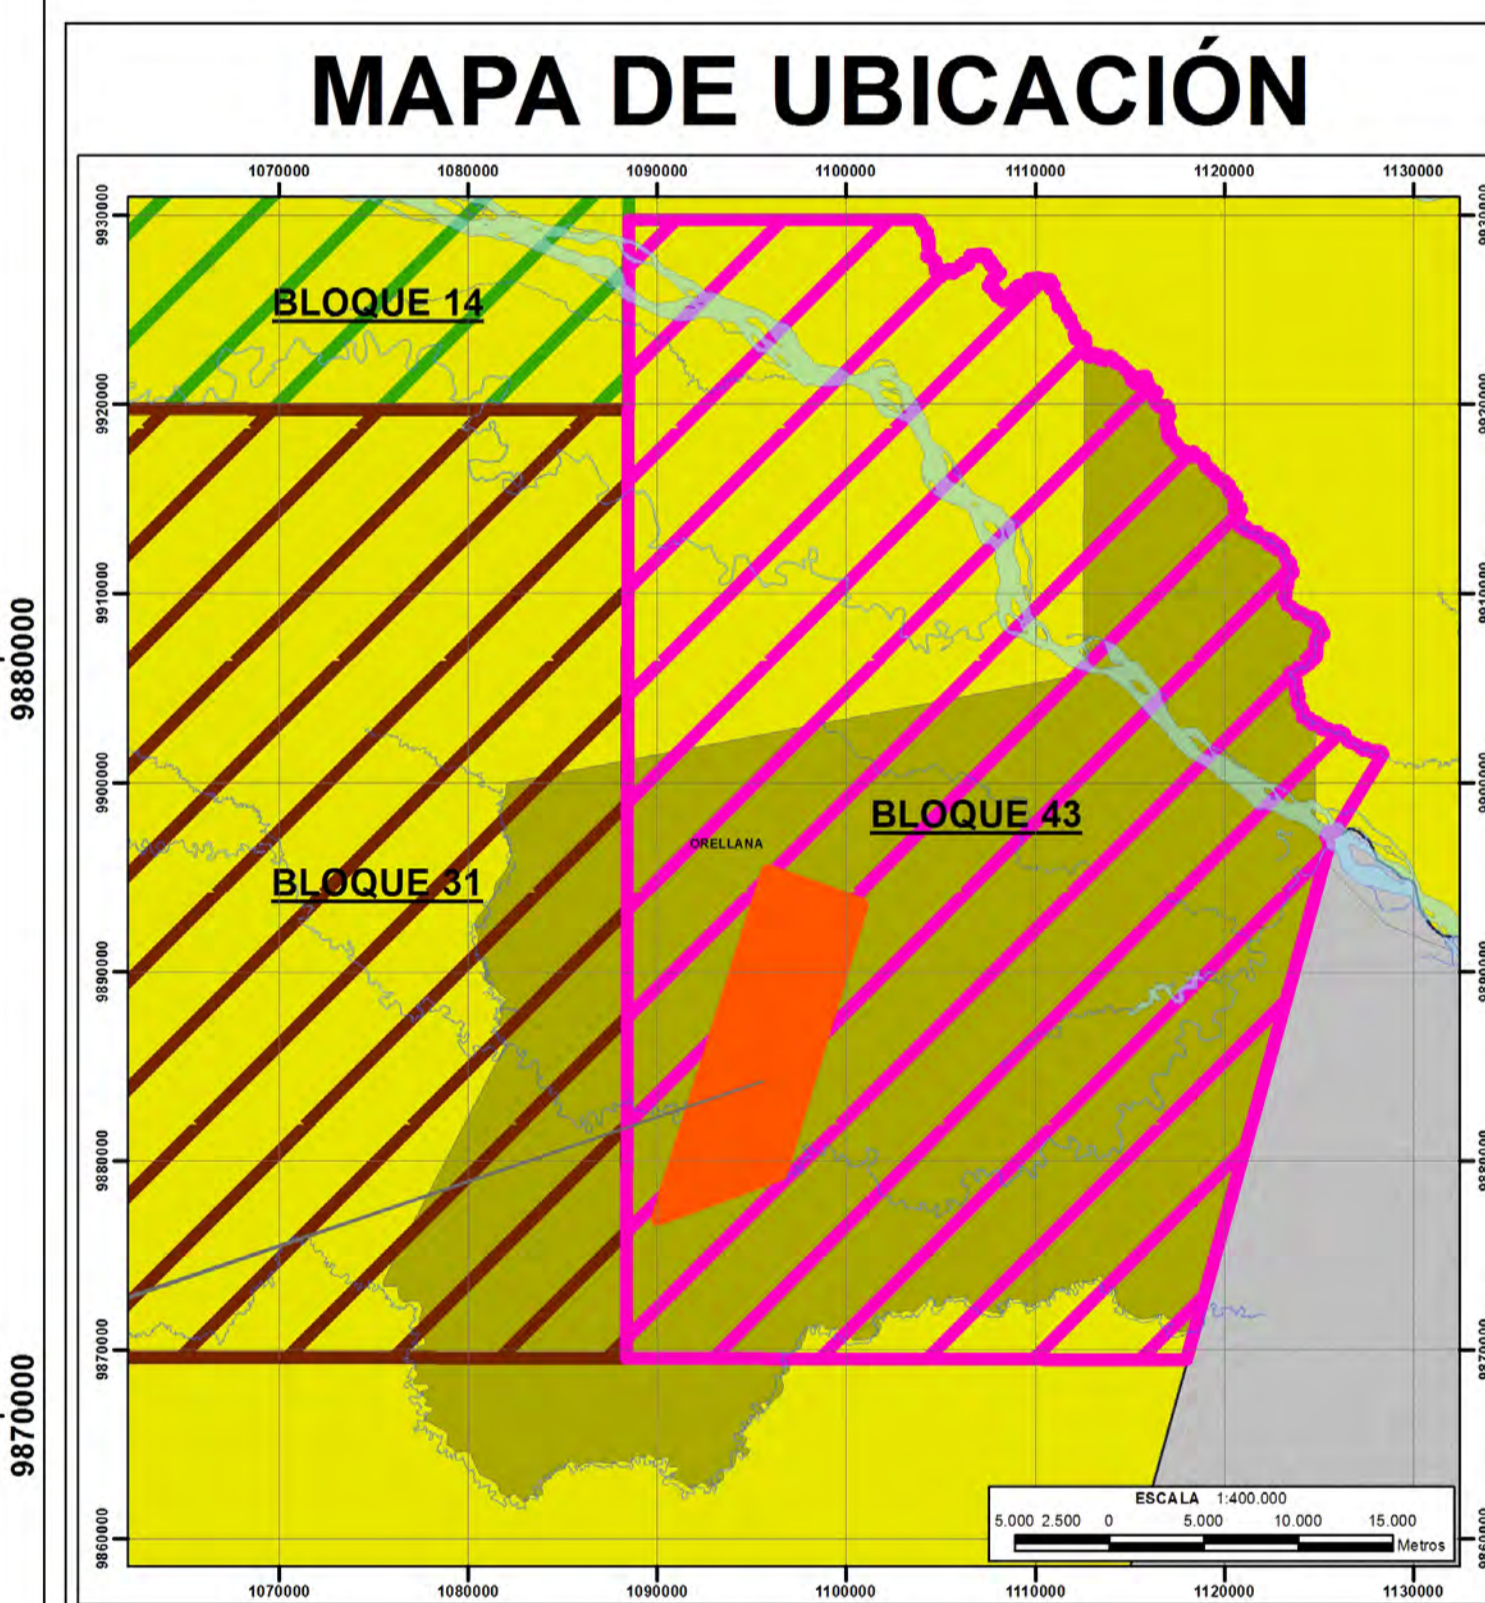 MAPA DE UBICACIÓN
1070000 1080000 1090000 1100000 1110000 1120000 1130000
9930000
BLOQUE 14
9920000 9920000
9910000
9880000
9900000
BLOQUE 43
ORELLANA
BLOQUE 31
9890000
9880000
9870000
9870000
ESCALA 1:400.000
5.000 2.500 0 5.000 10.000 15.000
Metros
9860000
1070000 1080000 1090000 1100000 1110000 1120000 1130000